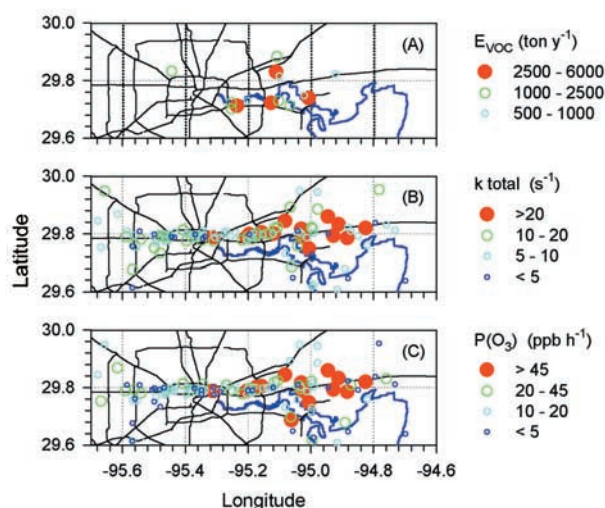 30.0
(A)
29.8
29.6
E_VOC (ton y⁻¹)
2500 - 6000
1000 - 2500
500 - 1000
Latitude
30.0
(B)
29.8
29.6
k total (s⁻¹)
>20
10 - 20
5 - 10
< 5
30.0
(C)
29.8
29.6
P(O₃) (ppb h⁻¹)
> 45
20 - 45
10 - 20
< 5
-95.6 -95.4 -95.2 -95.0 -94.8 -94.6
Longitude